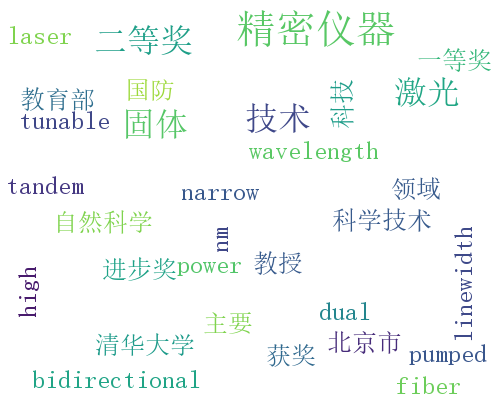 精密仪器
二等奖
laser
一等奖
国防
科技
激光
教育部
固体
技术
tunable
wavelength
tandem
narrow
领域
自然科学
科学技术
nm
linewidth
进步奖
power
教授
high
dual
主要
清华大学
获奖
北京市
pumped
bidirectional
fiber